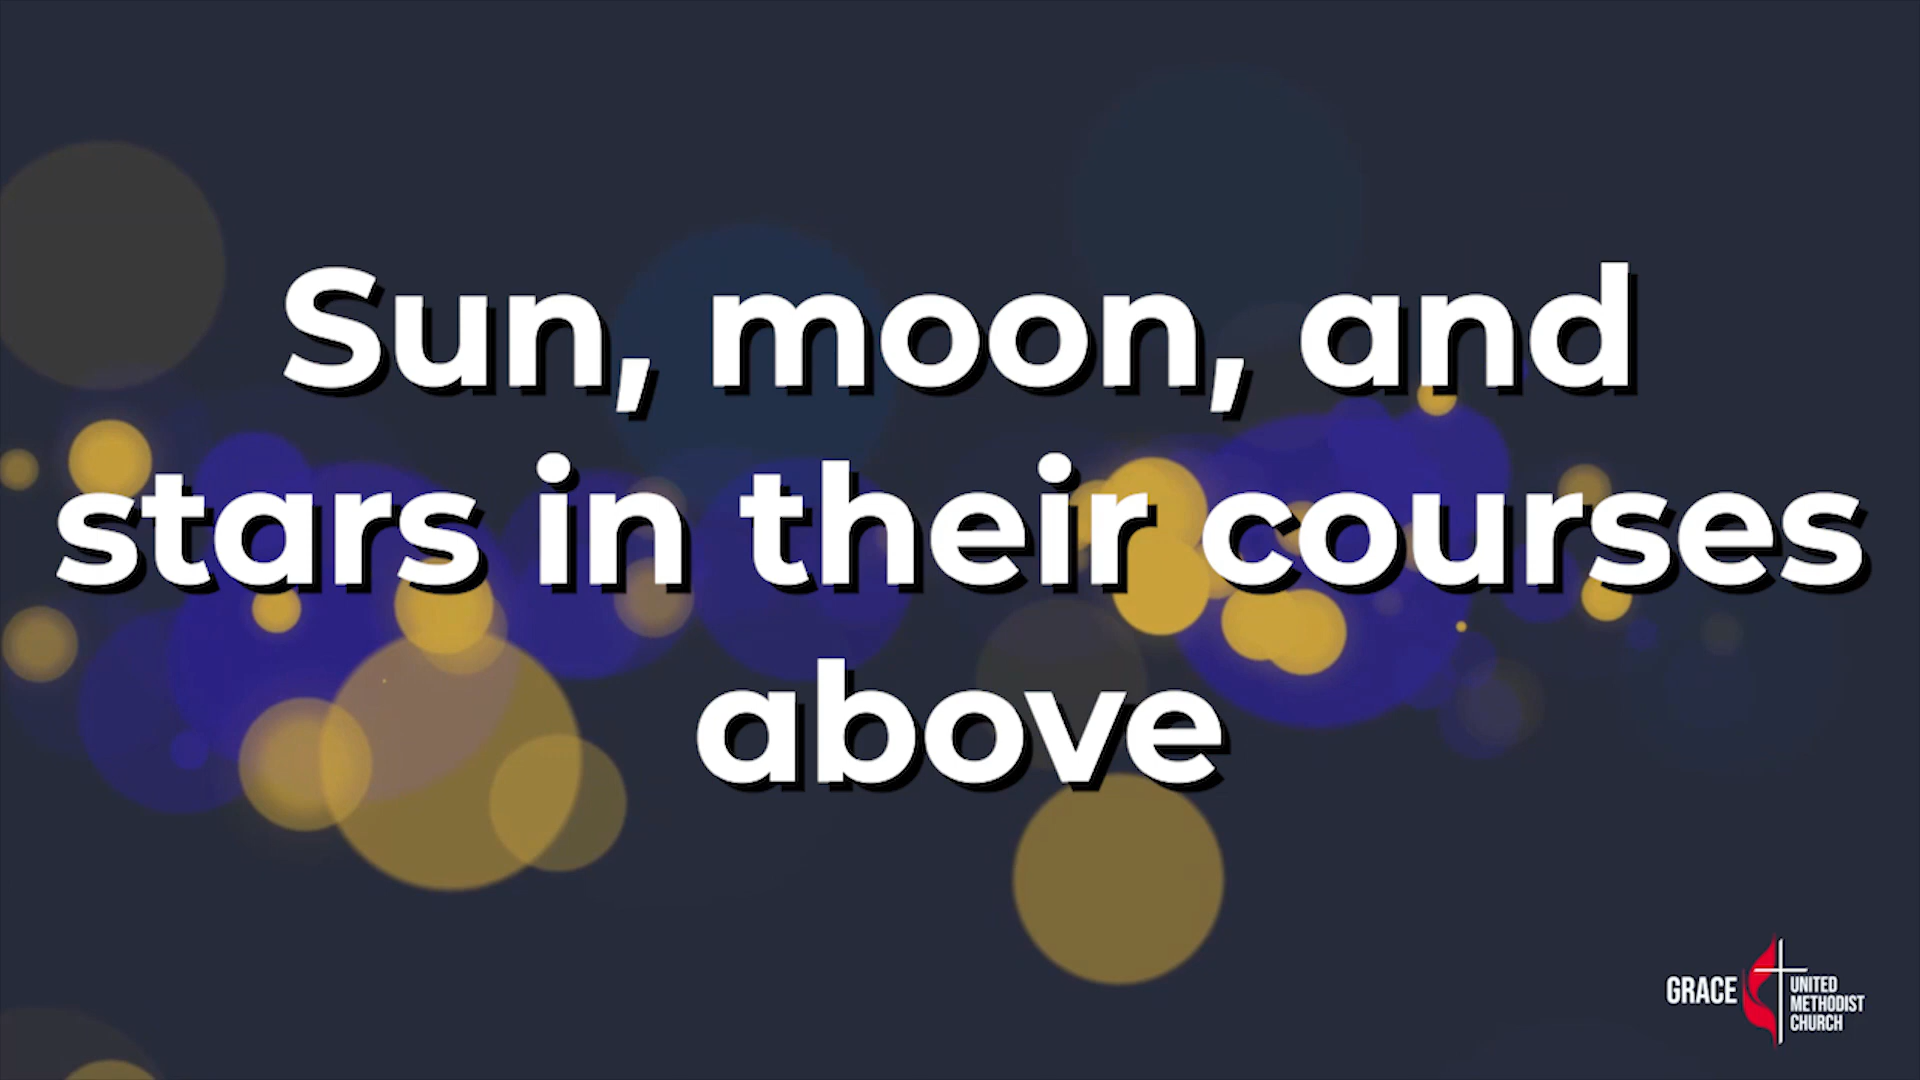 Sun, moon, and
stars in their courses
above
GRACE
UNITED
METHODIST
CHURCH